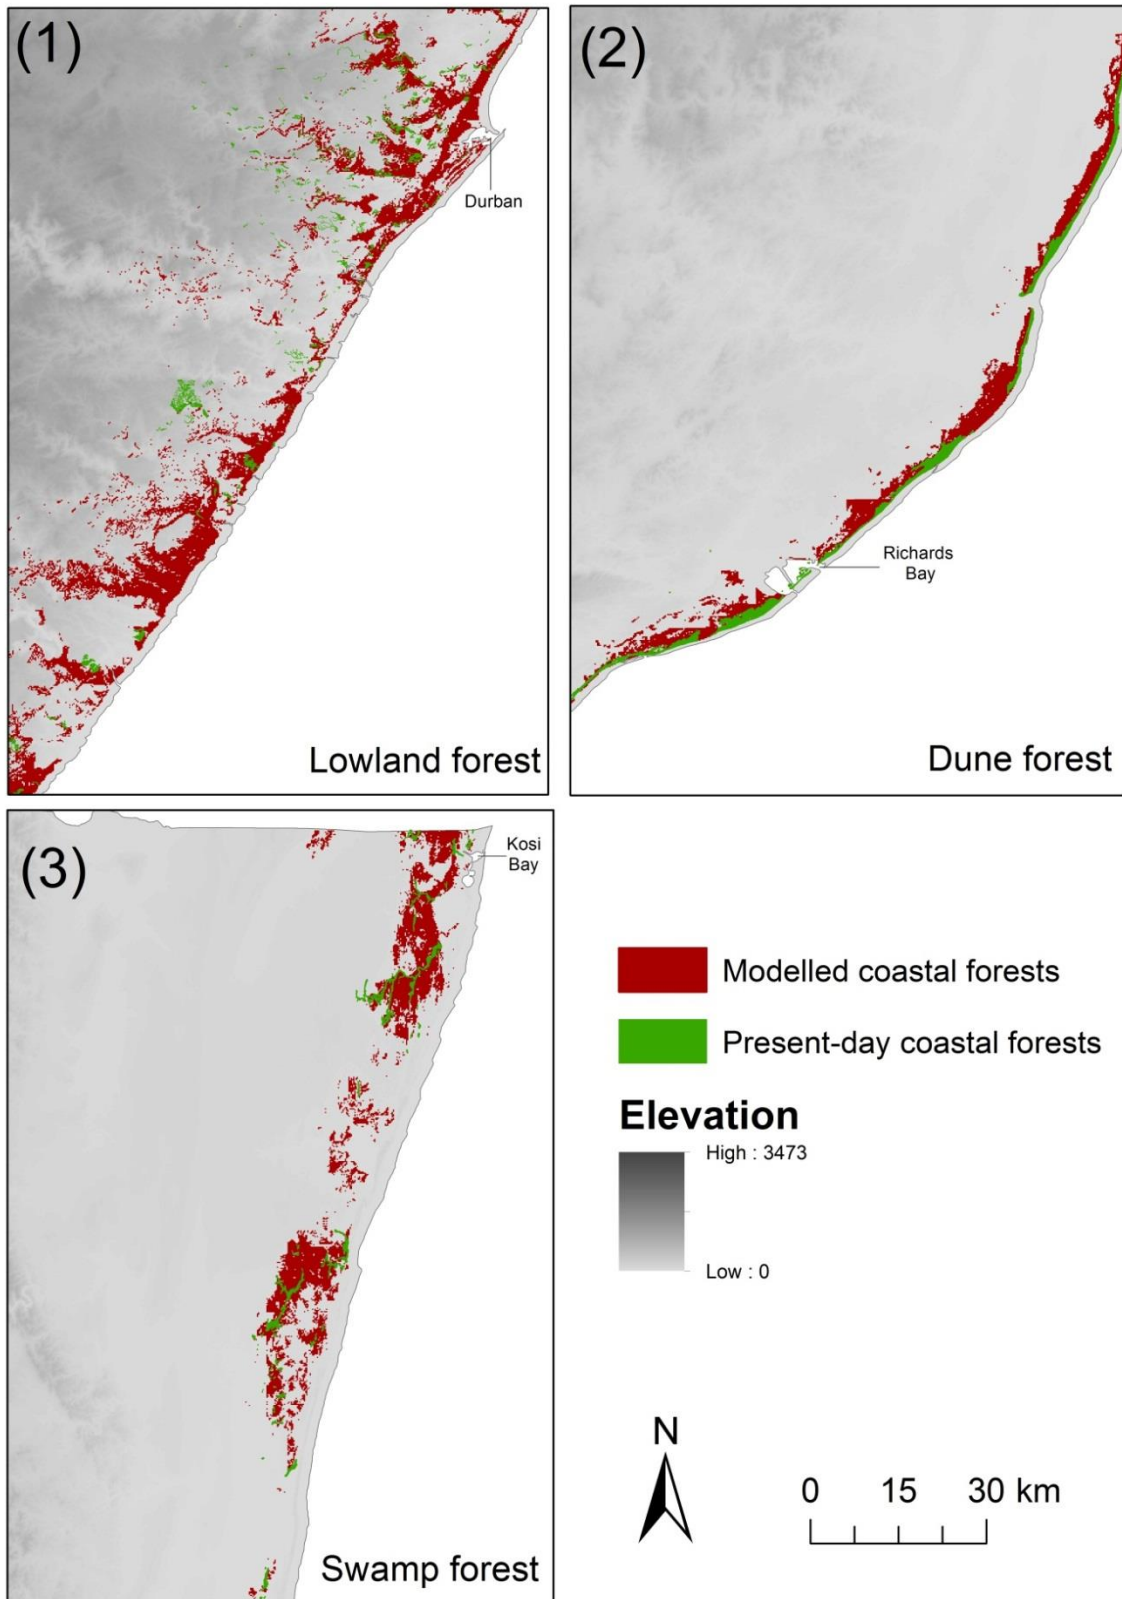 (1)
Durban
Lowland forest
(2)
Richards
Bay
Dune forest
(3)
Kosi
Bay
Swamp forest
Modelled coastal forests
Present-day coastal forests
Elevation
High : 3473
Low : 0
N
0 15 30 km